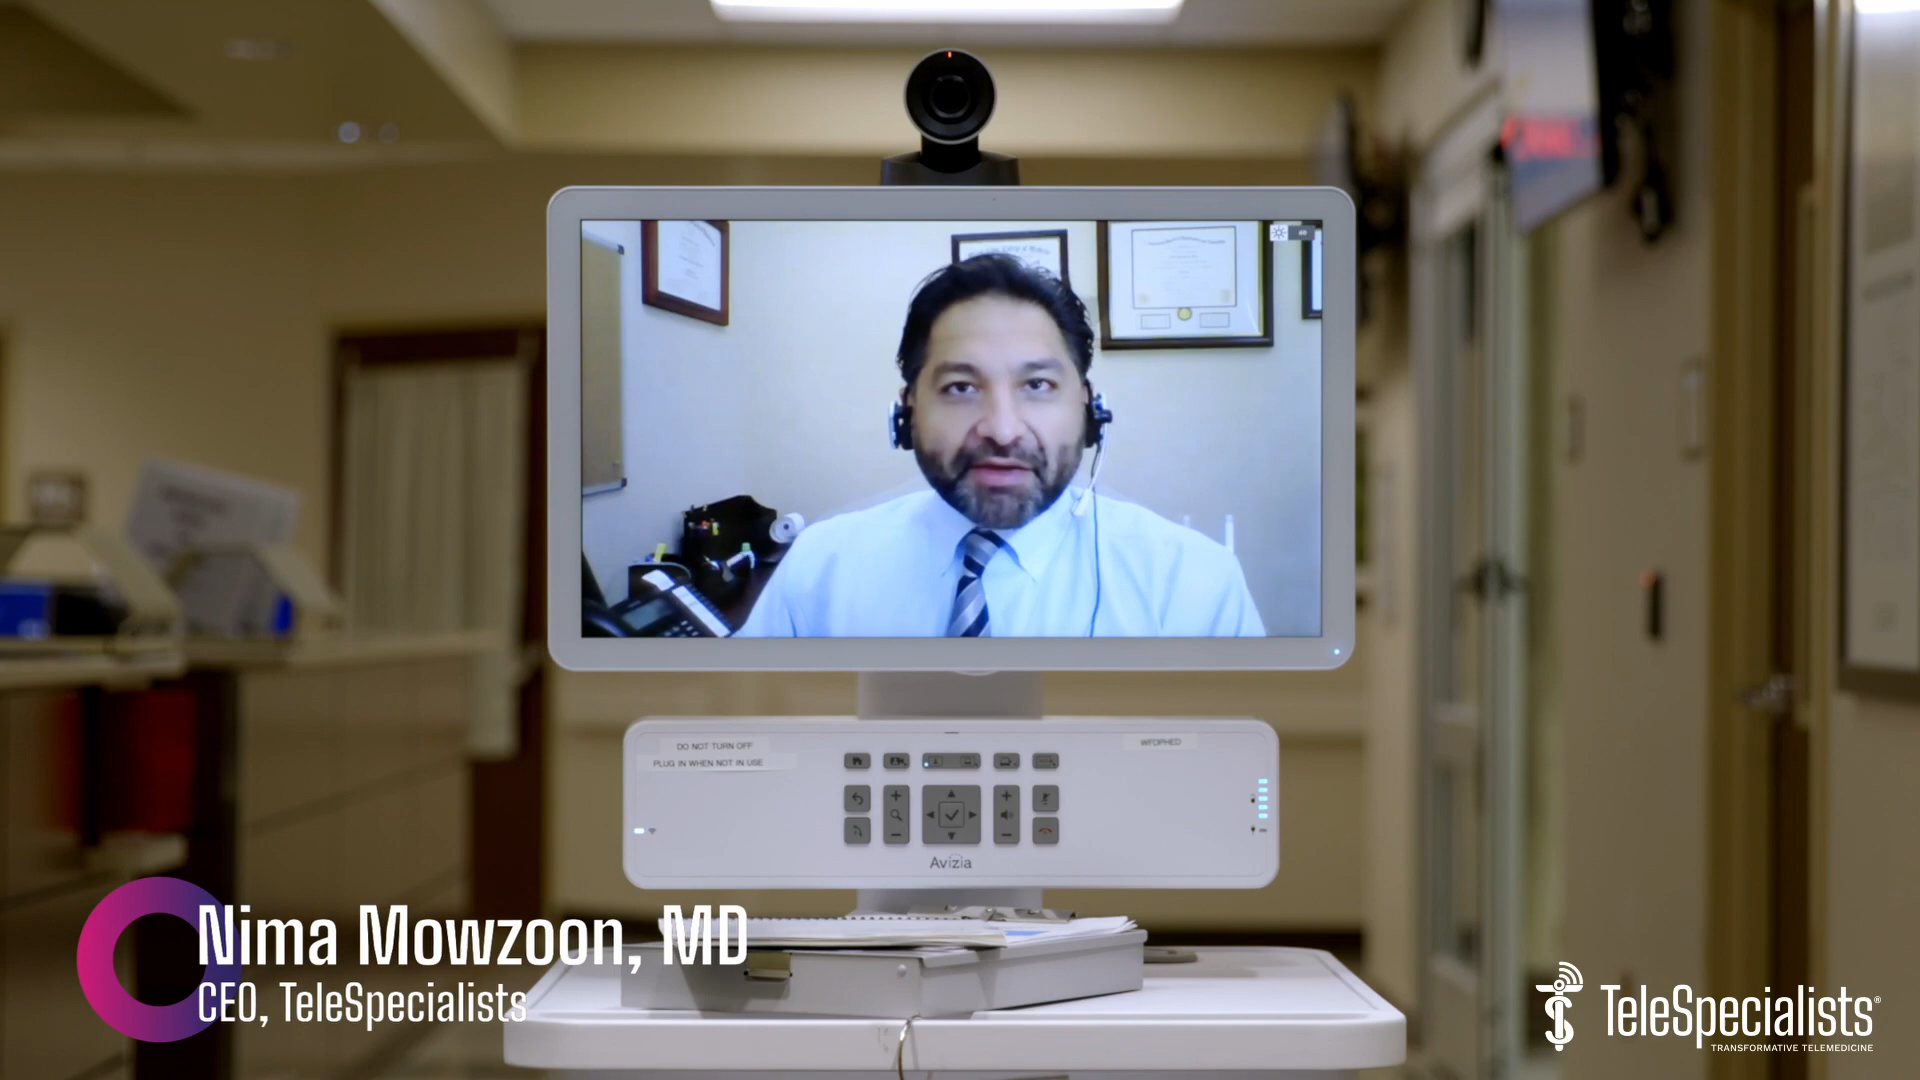 DO NOT TURN OFF
PLUG IN WHEN NOT IN USE
WFDPHED
Avizia
Nima Mowzoon, MD
CEO, TeleSpecialists
TeleSpecialists®
TRANSFORMATIVE TELEMEDICINE